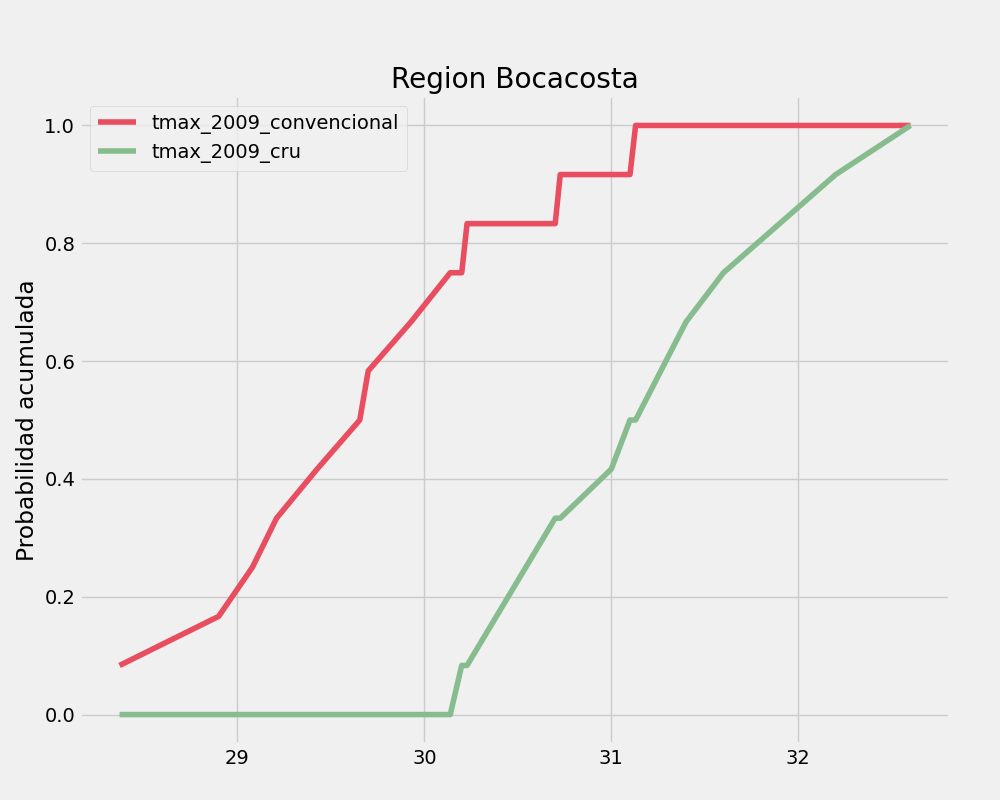 Region Bocacosta
tmax_2009_convencional
tmax_2009_cru
Probabilidad acumulada
1.0
0.8
0.6
0.4
0.2
0.0
29
30
31
32